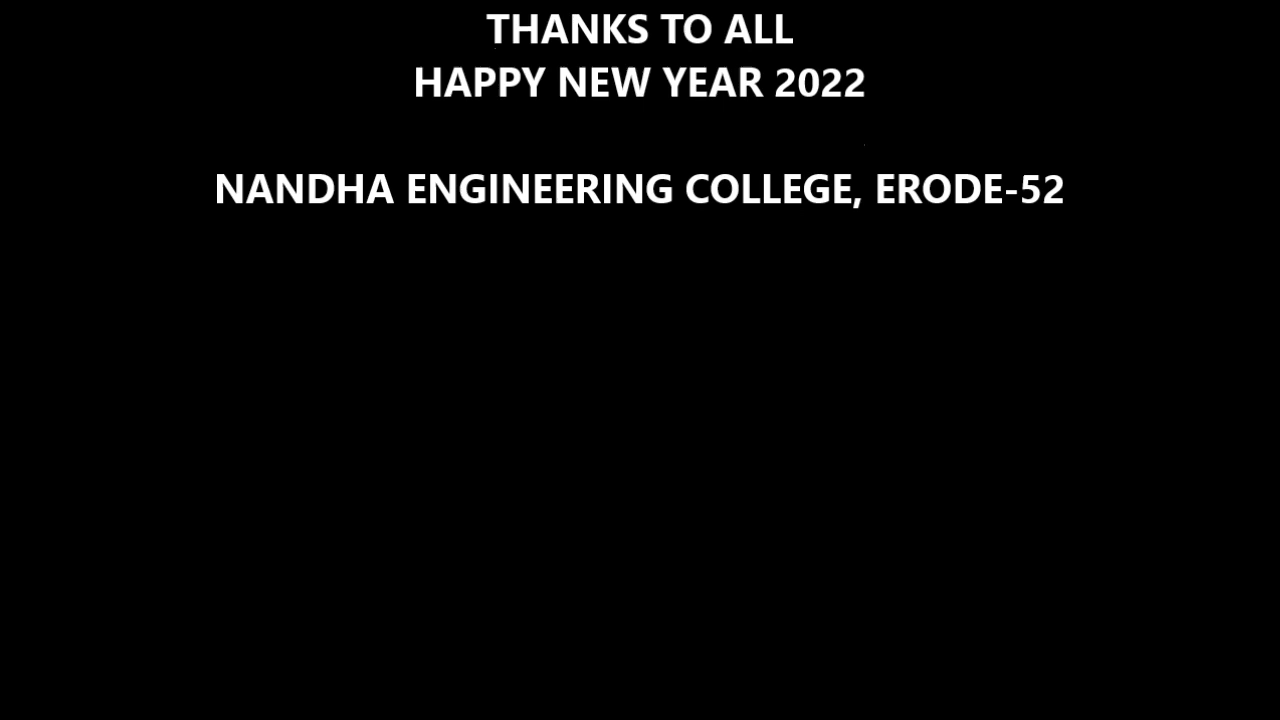 THANKS TO ALL
HAPPY NEW YEAR 2022
NANDHA ENGINEERING COLLEGE, ERODE-52